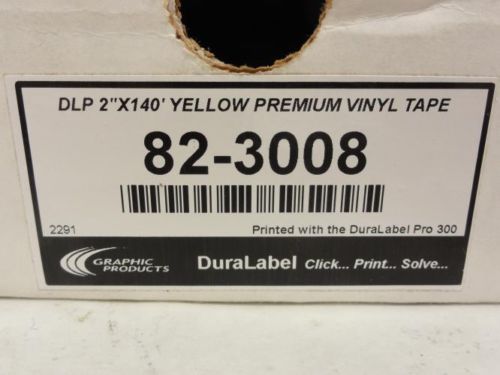 DLP 2"X140' YELLOW PREMIUM VINYL TAPE
82-3008
2291 Printed with the DuraLabel Pro 300
GRAPHIC
PRODUCTS
DuraLabel Click... Print... Solve...